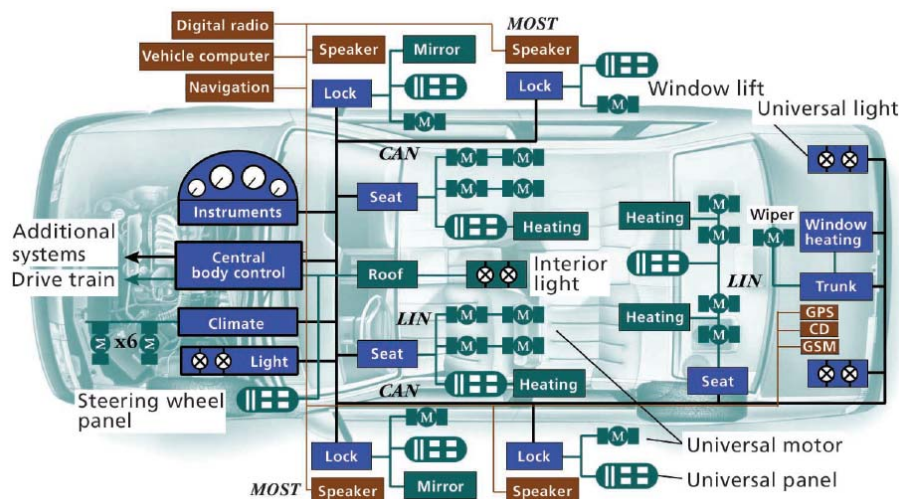 Digital radio
Vehicle computer
Navigation
Speaker
Lock
Mirror
M
MOST
Speaker
Lock
M
Window lift
Universal light
CAN
Instruments
Seat
M M
M M
Heating
Heating
M
M
Wiper
M
Window
heating
Additional
systems
Drive train
Central
body control
Roof
Interior
light
LIN
Trunk
Climate
M x6 M
Light
LIN
Seat
M M
M M
Heating
CAN
Heating
M
M
Seat
GPS
CD
GSM
Steering wheel
panel
Lock
M
Mirror
MOST
Speaker
Lock
M
Speaker
Universal motor
Universal panel